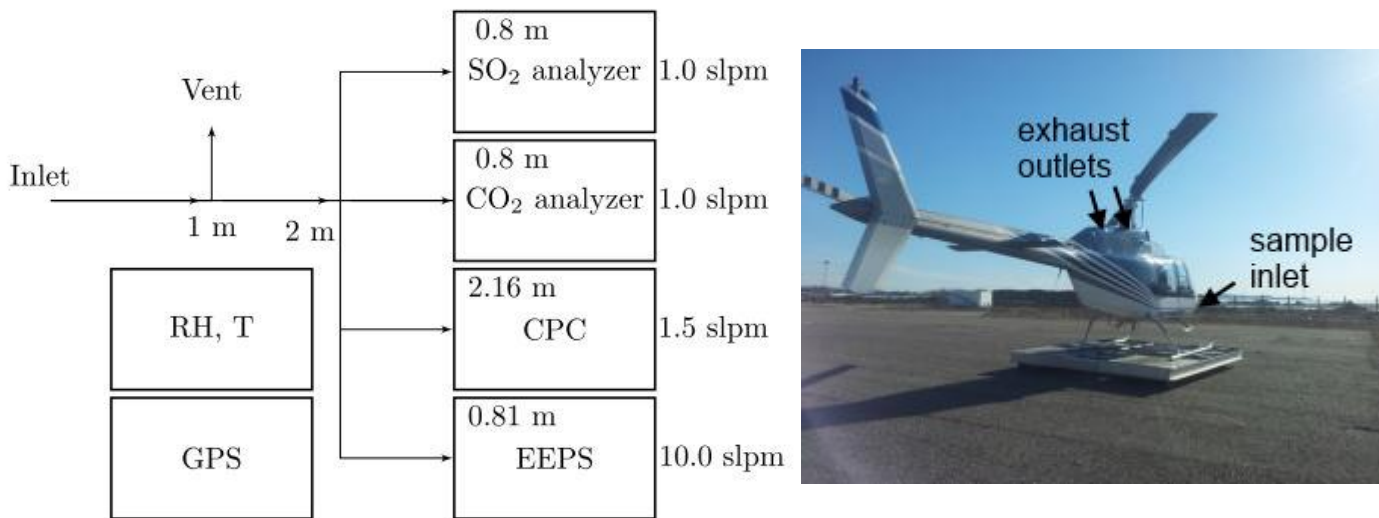 0.8 m
SO₂ analyzer
1.0 slpm
Vent
Inlet
1 m
2 m
0.8 m
CO₂ analyzer
1.0 slpm
2.16 m
CPC
1.5 slpm
RH, T
0.81 m
EEPS
10.0 slpm
GPS
exhaust
outlets
sample
inlet